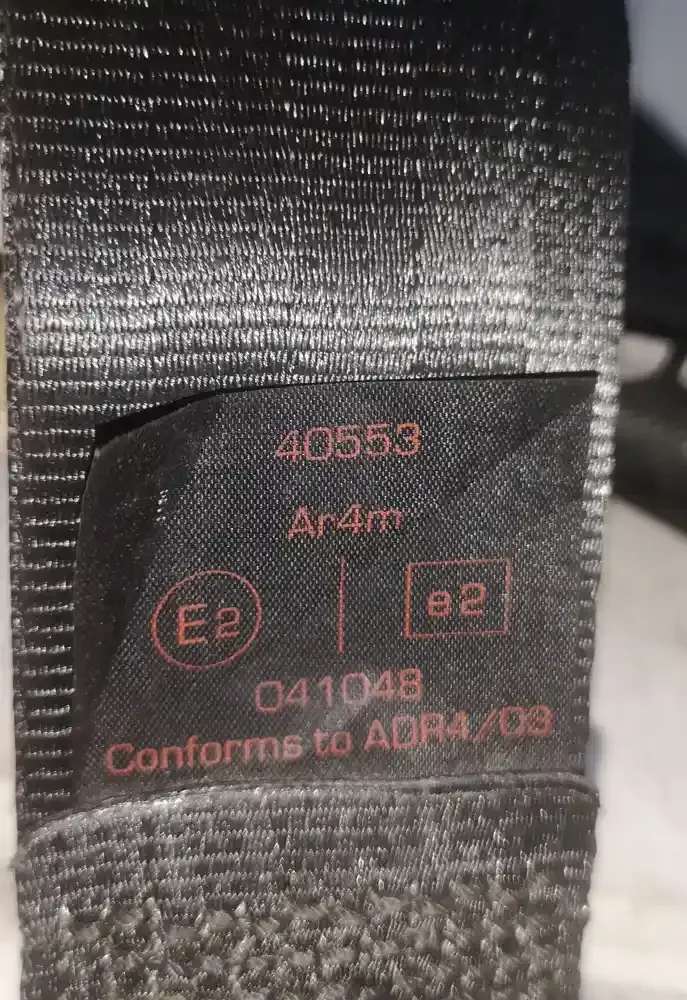 40553
Ar4m
E2 e2
041048
Conforms to ADR4/03